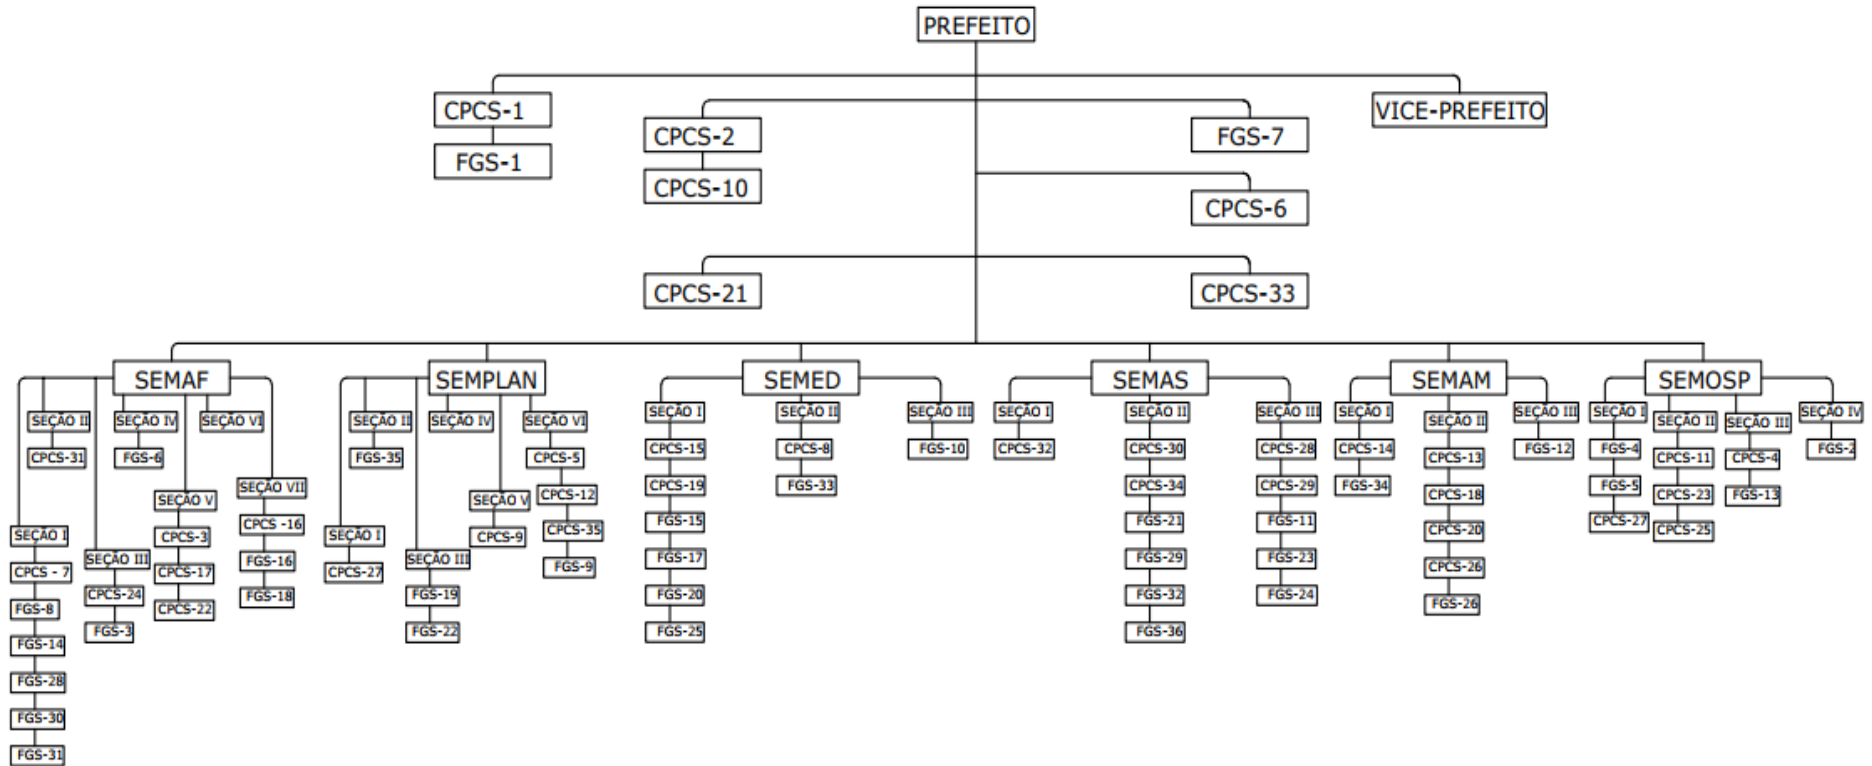 PREFEITO
CPCS-1
FGS-1
CPCS-2
CPCS-10
FGS-7
VICE-PREFEITO
CPCS-6
CPCS-21
CPCS-33
SEMAF
SEÇÃO I
CPCS - 7
FGS-8
FGS-14
FGS-28
FGS-30
FGS-31
SEÇÃO II
CPCS-31
SEÇÃO III
CPCS-24
FGS-3
SEÇÃO IV
FGS-6
SEÇÃO V
CPCS-3
CPCS-17
CPCS-22
SEÇÃO VI
SEÇÃO VII
CPCS -16
FGS-16
FGS-18
SEMPLAN
SEÇÃO I
CPCS-27
SEÇÃO II
FGS-35
SEÇÃO III
FGS-19
FGS-22
SEÇÃO IV
SEÇÃO V
CPCS-9
SEÇÃO VI
CPCS-5
CPCS-12
CPCS-35
FGS-9
SEMED
SEÇÃO I
CPCS-15
CPCS-19
FGS-15
FGS-17
FGS-20
FGS-25
SEÇÃO II
CPCS-8
FGS-33
SEÇÃO III
FGS-10
SEMAS
SEÇÃO I
CPCS-32
SEÇÃO II
CPCS-30
CPCS-34
FGS-21
FGS-29
FGS-32
FGS-36
SEÇÃO III
CPCS-28
CPCS-29
FGS-11
FGS-23
FGS-24
SEMAM
SEÇÃO I
CPCS-14
FGS-34
SEÇÃO II
CPCS-13
CPCS-18
CPCS-20
CPCS-26
FGS-26
SEÇÃO III
FGS-12
SEMOSP
SEÇÃO I
FGS-4
FGS-5
CPCS-27
SEÇÃO II
CPCS-11
CPCS-23
CPCS-25
SEÇÃO III
CPCS-4
FGS-13
SEÇÃO IV
FGS-2